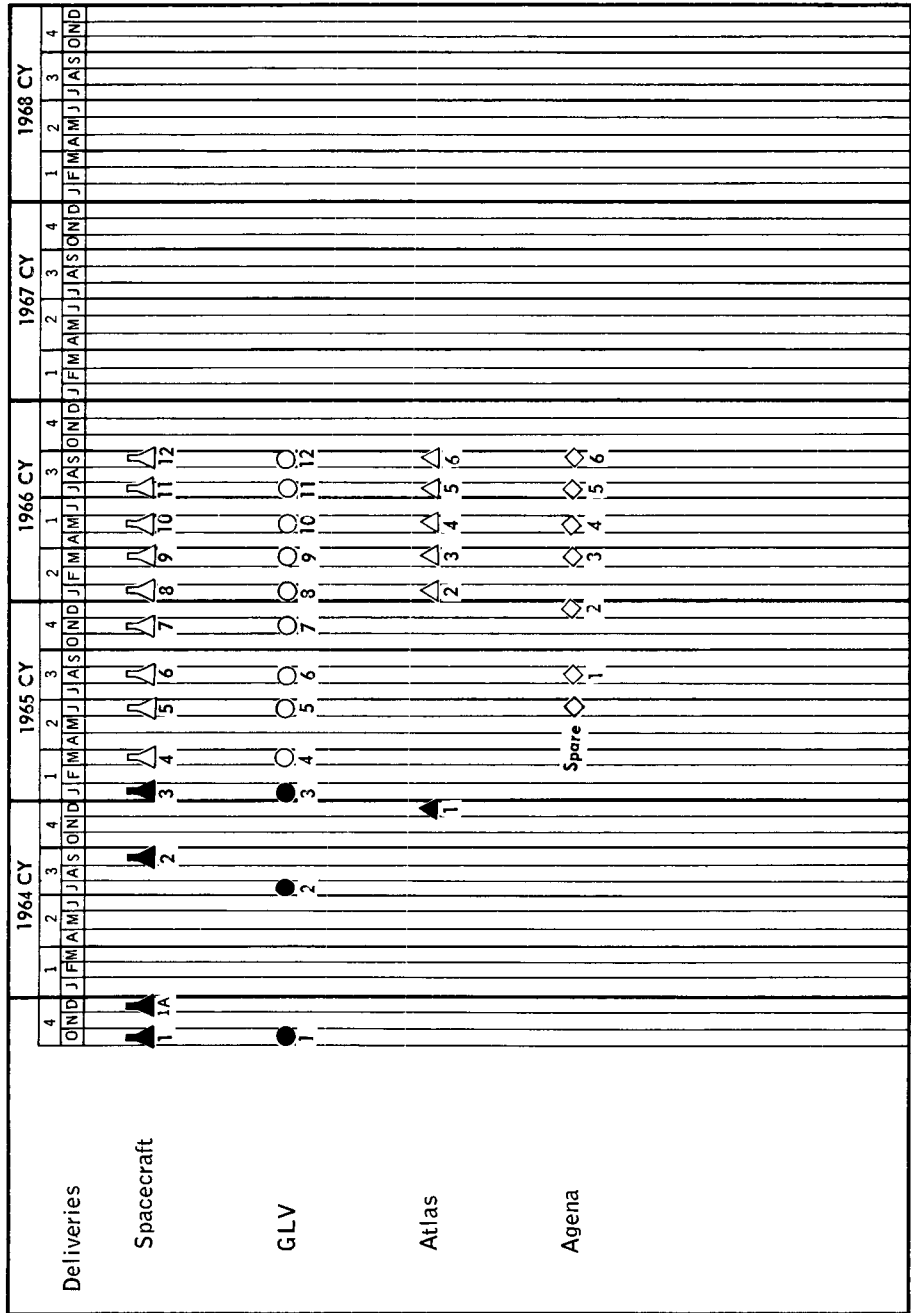 1964 CY 1965 CY 1966 CY 1967 CY 1968 CY
4 1 2 3 4 1 2 3 4 2 1 3 4 1 2 3 4 1 2 3 4
Deliveries O N D J F M A M J J A S O N D J F M A M J J A S O N D J F M A M J J A S O N D J F M A M J J A S O N D J F M A M J J A S O N D
Spacecraft 1 1A 2 3 4 5 6 7 8 9 10 11 12
GLV 1 2 3 4 5 6 7 8 9 10 11 12
Atlas 1 2 3 4 5 6
Agena Spare 1 2 3 4 5 6